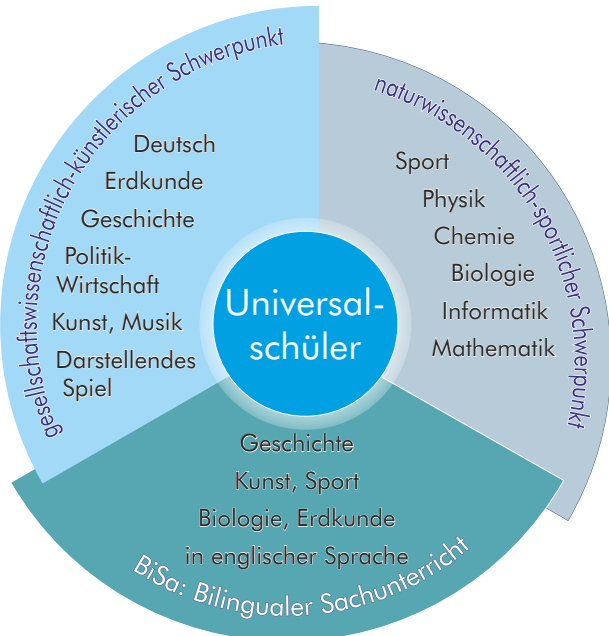 gesellschaftswissenschaftlich-künstlerischer Schwerpunkt
Deutsch
Erdkunde
Geschichte
Politik-
Wirtschaft
Kunst, Musik
Darstellendes
Spiel
naturwissenschaftlich-sportlicher Schwerpunkt
Sport
Physik
Chemie
Biologie
Informatik
Mathematik
Universal-
schüler
Geschichte
Kunst, Sport
Biologie, Erdkunde
in englischer Sprache
BiSa: Bilingualer Sachunterricht